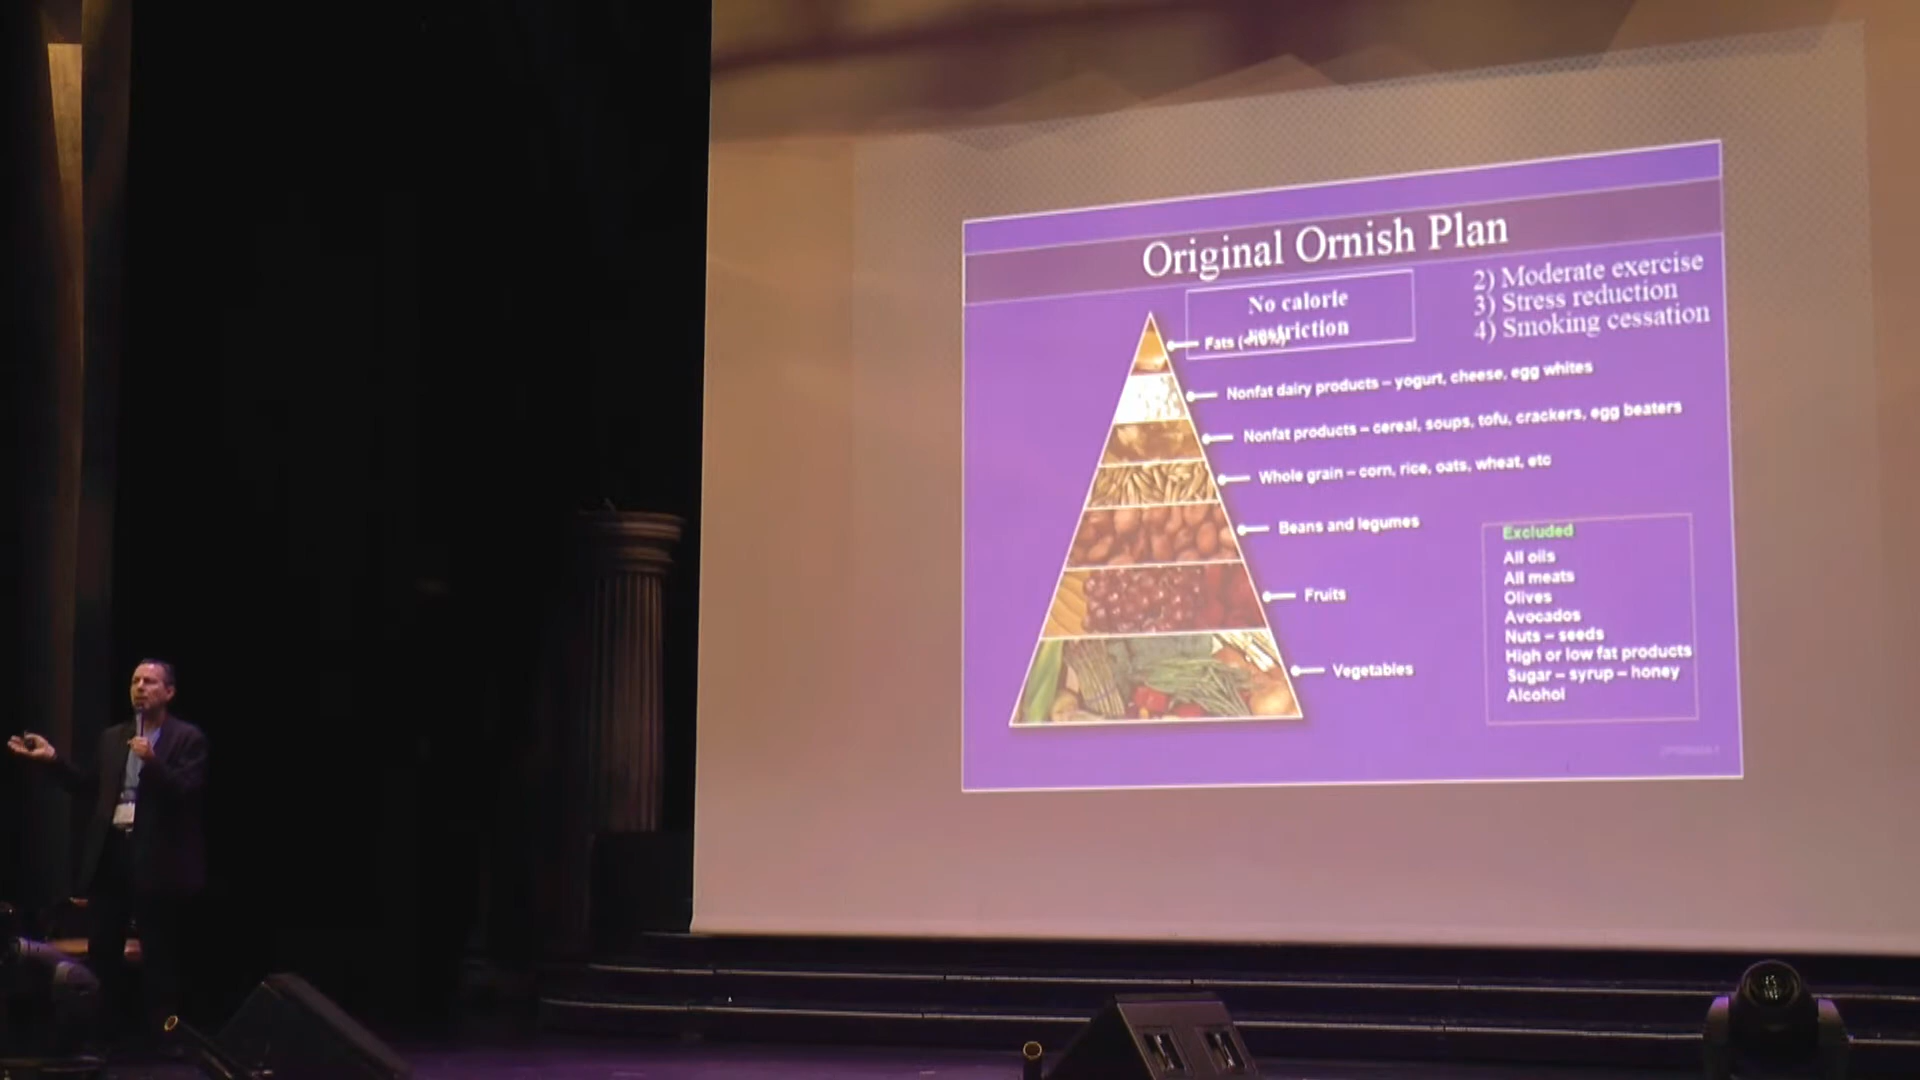 Original Ornish Plan
No calorie
restriction
2) Moderate exercise
3) Stress reduction
4) Smoking cessation
Fats (<10%)
Nonfat dairy products – yogurt, cheese, egg whites
Nonfat products – cereal, soups, tofu, crackers, egg beaters
Whole grain – corn, rice, oats, wheat, etc
Beans and legumes
Fruits
Vegetables
Excluded
All oils
All meats
Olives
Avocados
Nuts – seeds
High or low fat products
Sugar – syrup – honey
Alcohol